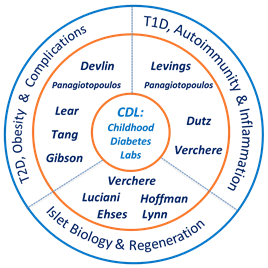 T2D, Obesity & Complications
T1D, Autoimmunity & Inflammation
Devlin
Panagiotopoulos
Lear
Tang
Gibson
Levings
Panagiotopoulos
Dutz
Verchere
CDL:
Childhood
Diabetes
Labs
Verchere
Luciani
Hoffman
Ehses
Lynn
Islet Biology & Regeneration